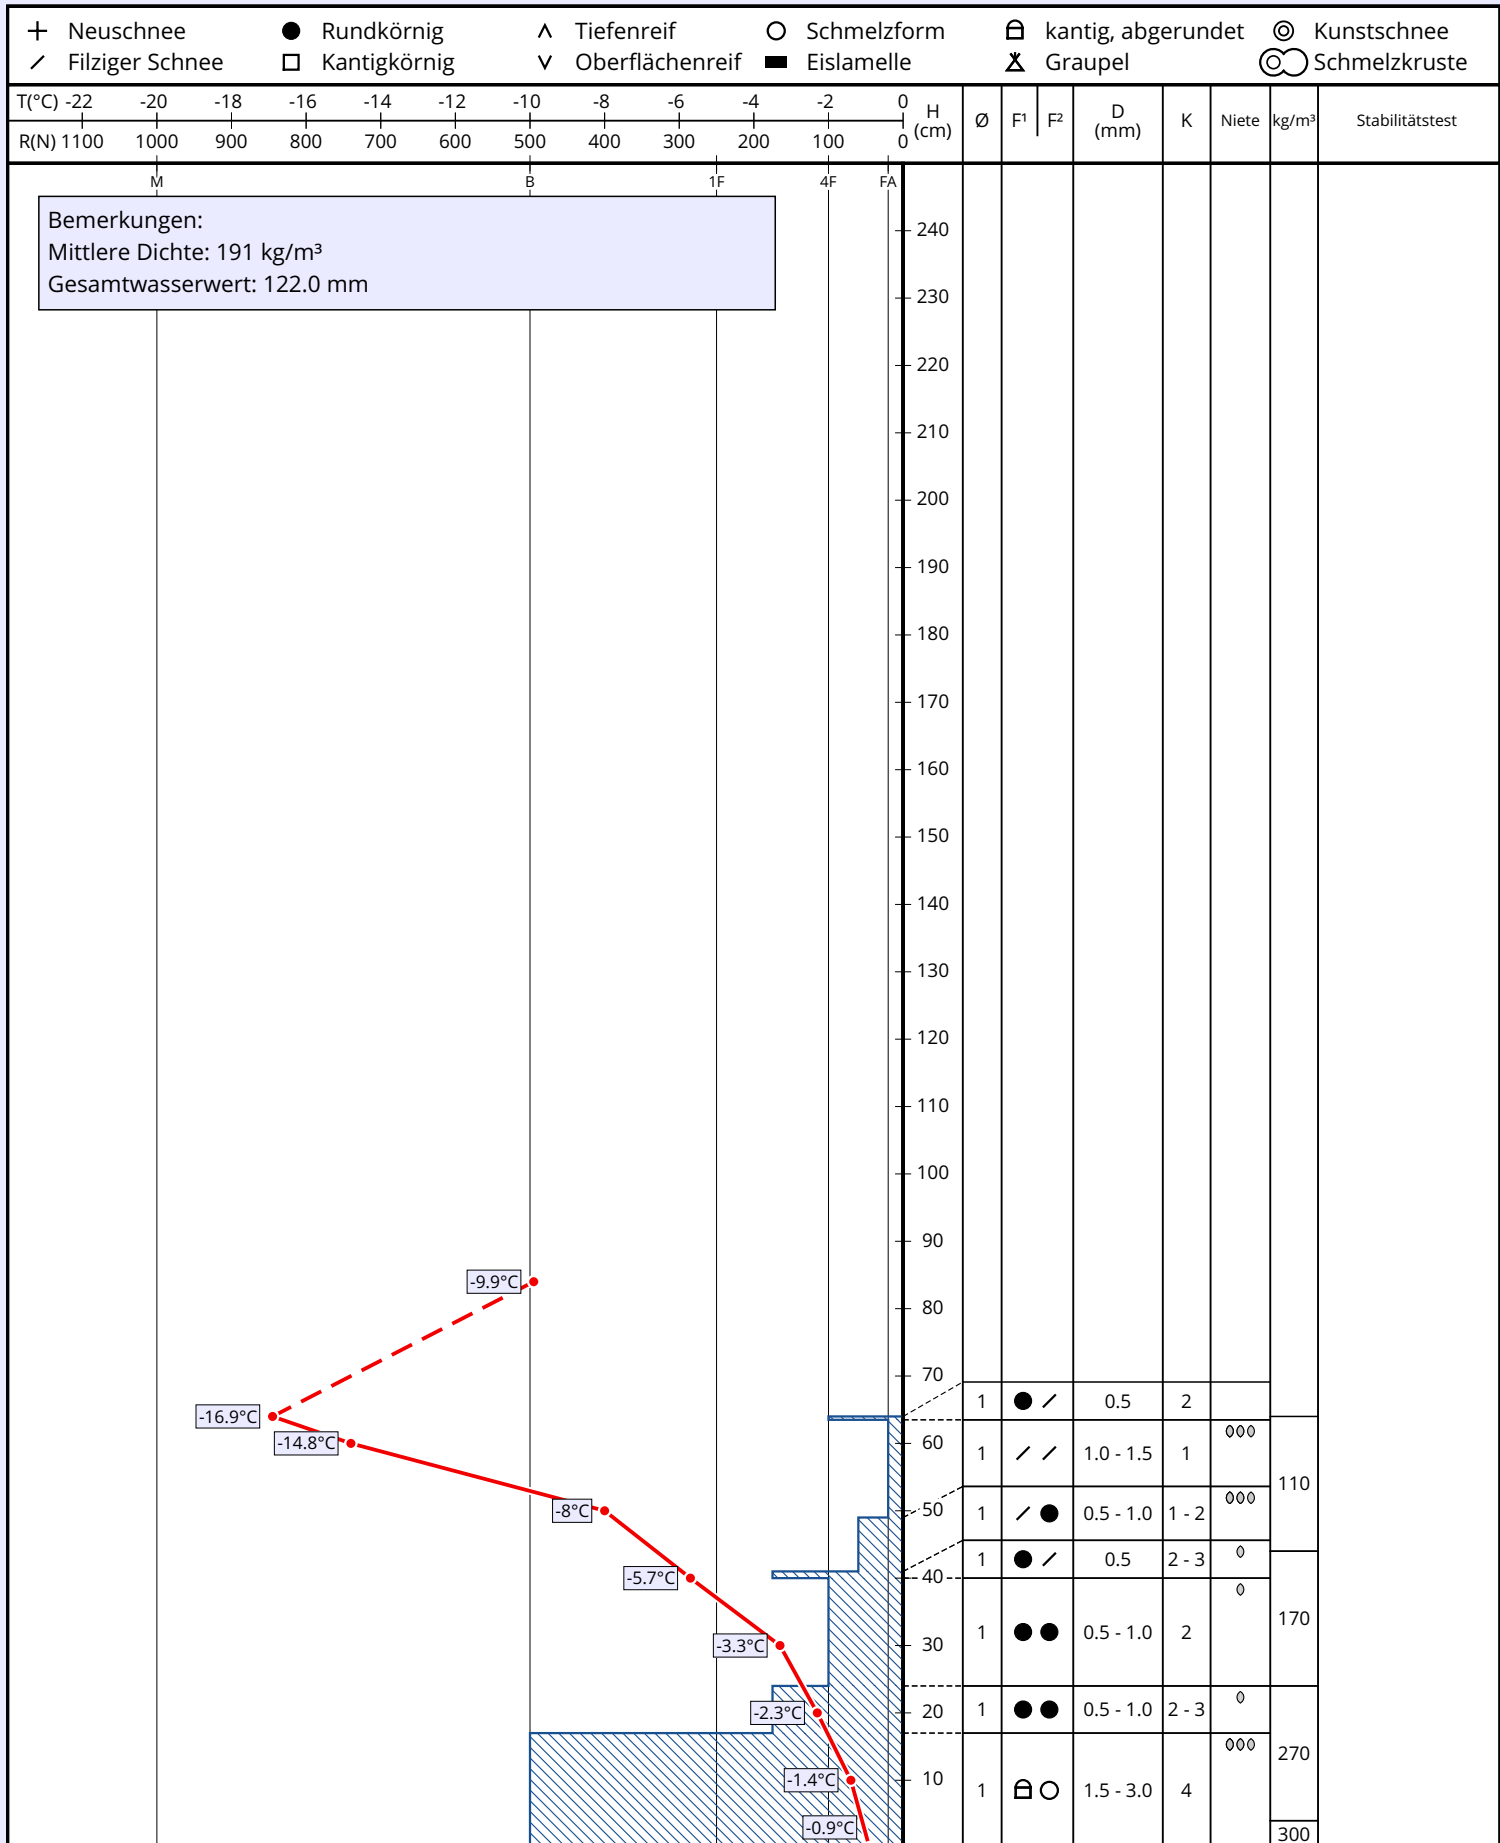 Neuschnee Rundkörnig Tiefenreif Schmelzform kantig, abgerundet Kunstschnee
Filziger Schnee Kantigkörnig Oberflächenreif Eislamelle Graupel Schmelzkruste
T(°C) -22 -20 -18 -16 -14 -12 -10 -8 -6 -4 -2 0
R(N) 1100 1000 900 800 700 600 500 400 300 200 100 0
H (cm) Ø F¹ F² D (mm) K Niete kg/m³ Stabilitätstest
M B 1F 4F FA
Bemerkungen:
Mittlere Dichte: 191 kg/m³
Gesamtwasserwert: 122.0 mm
240
230
220
210
200
190
180
170
160
150
140
130
120
110
100
90
-9.9°C
80
70
1 0.5 2
-16.9°C
-14.8°C 60
1 1.0 - 1.5 1
110
-8°C 50
1 0.5 - 1.0 1 - 2
1 0.5 2 - 3
-5.7°C 40
170
1 0.5 - 1.0 2
-3.3°C 30
-2.3°C 20
1 0.5 - 1.0 2 - 3
270
-1.4°C 10
1 1.5 - 3.0 4
-0.9°C
300